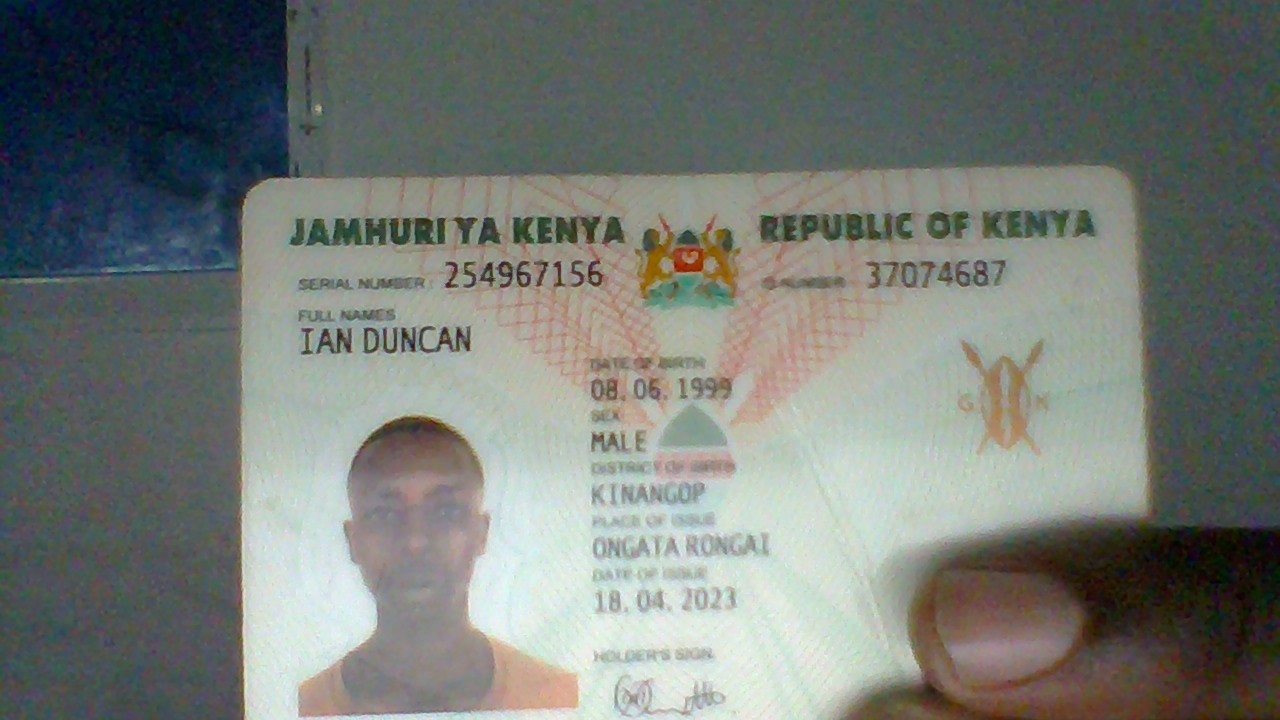 JAMHURI YA KENYA REPUBLIC OF KENYA
SERIAL NUMBER: 254967156 ID NUMBER: 37074687
FULL NAMES
IAN DUNCAN
DATE OF BIRTH
08.06.1999
SEX
MALE
DISTRICT OF BIRTH
KINANGOP
PLACE OF ISSUE
ONGATA RONGAI
DATE OF ISSUE
18.04.2023
HOLDER'S SIGN.
G K